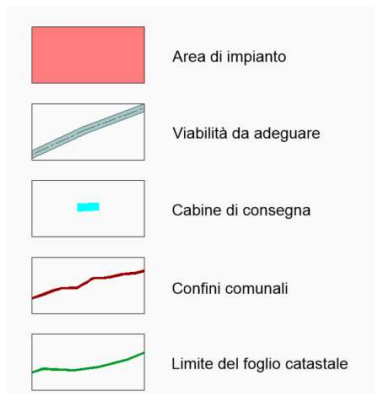 Area di impianto
Viabilità da adeguare
Cabine di consegna
Confini comunali
Limite del foglio catastale